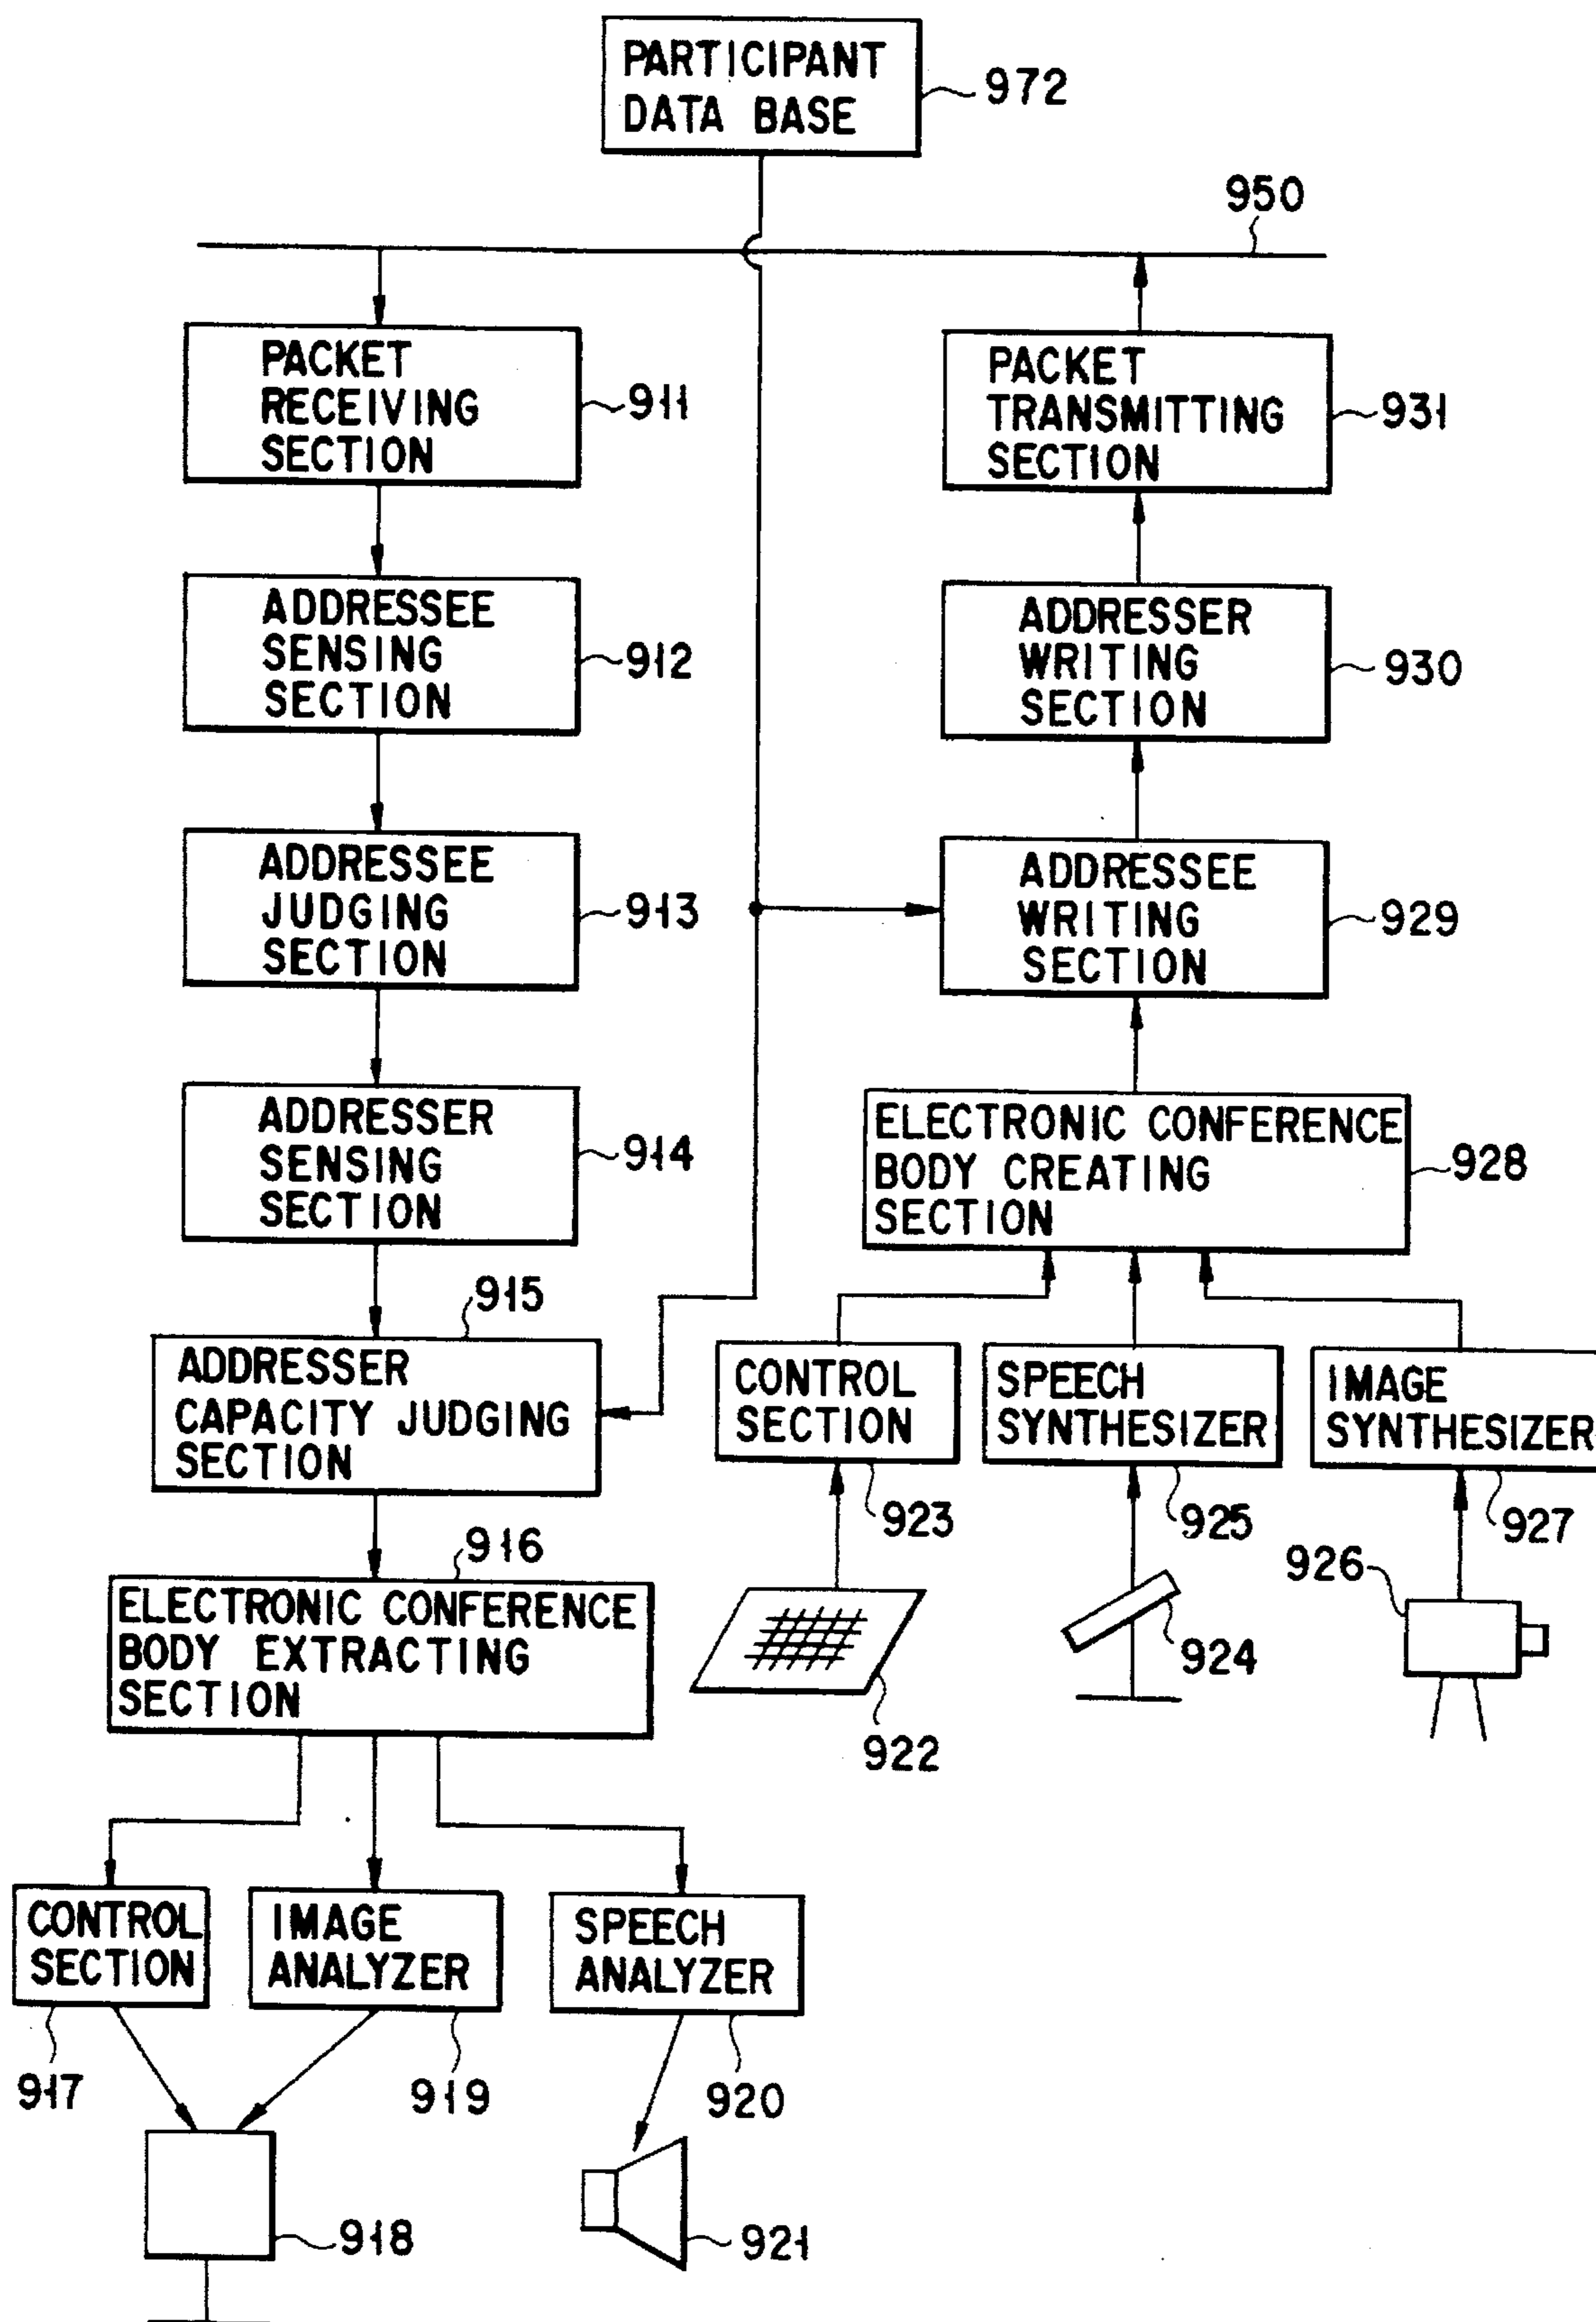 PARTICIPANT
DATA BASE
972
950
PACKET
RECEIVING
SECTION
911
PACKET
TRANSMITTING
SECTION
931
ADDRESSEE
SENSING
SECTION
912
ADDRESSER
WRITING
SECTION
930
ADDRESSEE
JUDGING
SECTION
913
ADDRESSEE
WRITING
SECTION
929
ADDRESSER
SENSING
SECTION
914
ELECTRONIC CONFERENCE
BODY CREATING
SECTION
928
915
ADDRESSER
CAPACITY JUDGING
SECTION
CONTROL
SECTION
923
SPEECH
SYNTHESIZER
925
IMAGE
SYNTHESIZER
927
916
ELECTRONIC CONFERENCE
BODY EXTRACTING
SECTION
922
924
926
CONTROL
SECTION
917
IMAGE
ANALYZER
919
SPEECH
ANALYZER
920
918
921